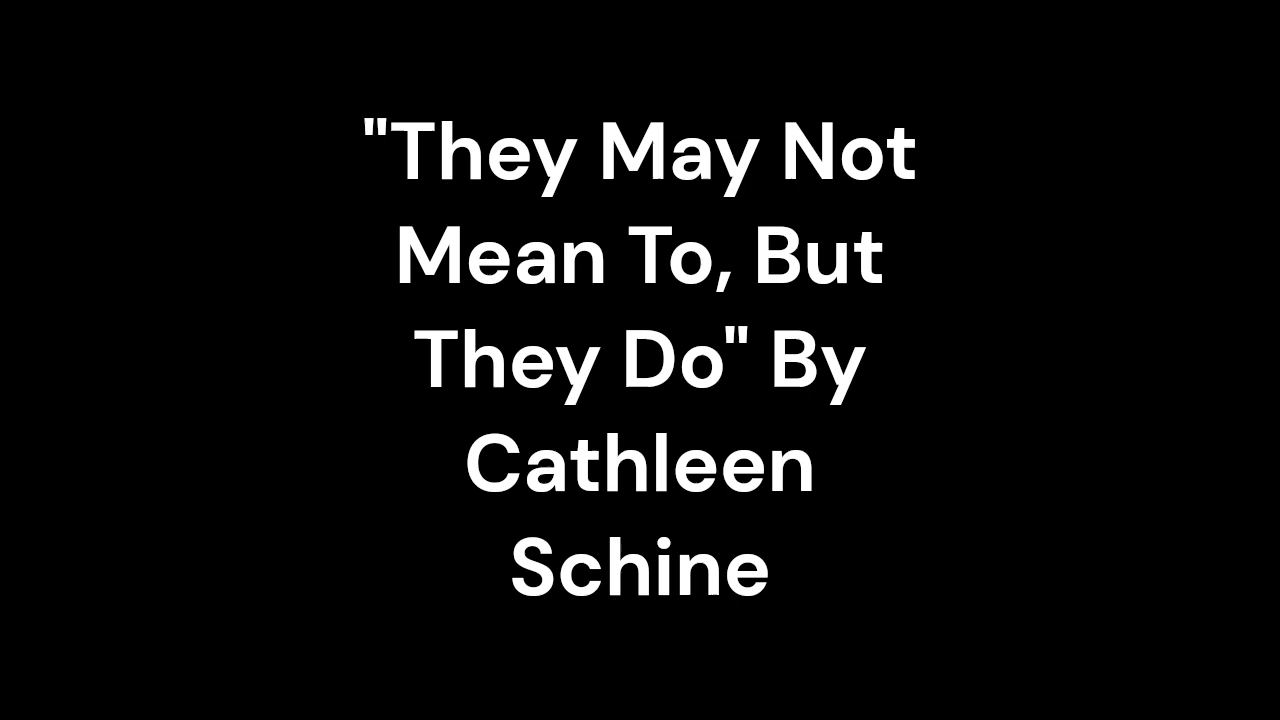 "They May Not
Mean To, But
They Do" By
Cathleen
Schine